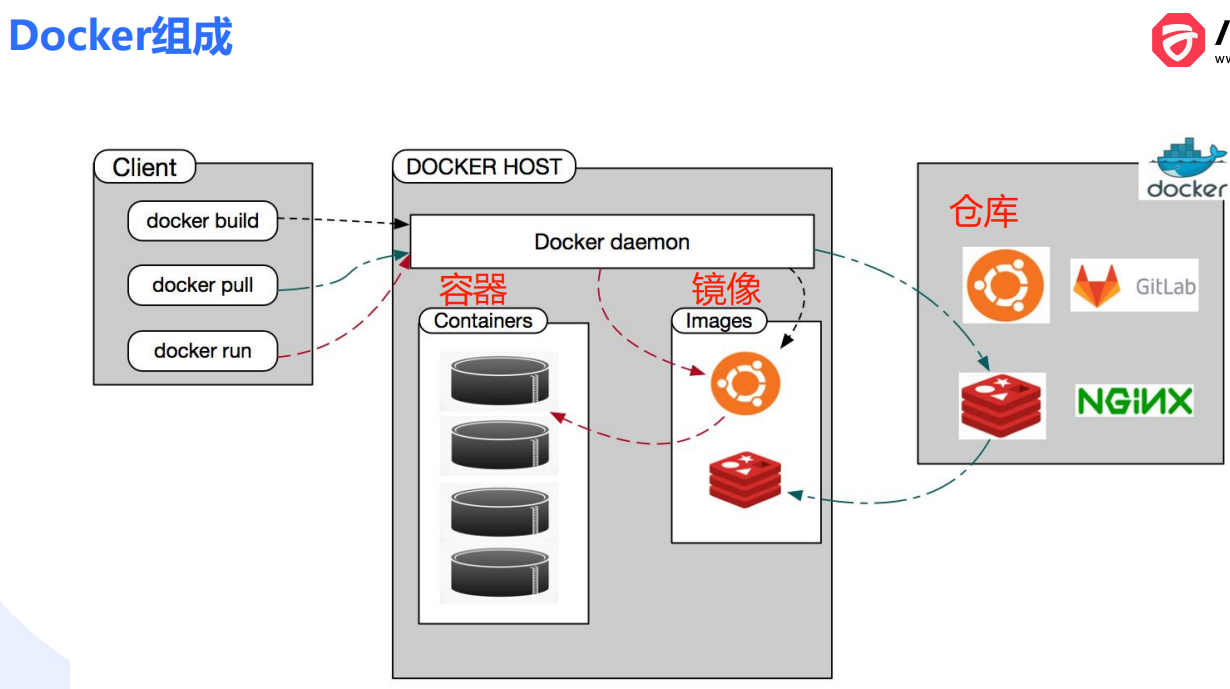 Docker组成
Client
docker build
docker pull
docker run
DOCKER HOST
Docker daemon
容器
Containers
镜像
Images
仓库
docker
GitLab
NGINX